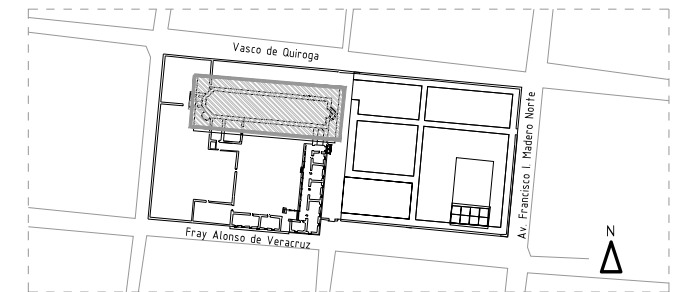 Vasco de Quiroga
Av. Francisco I. Madero Norte
Fray Alonso de Veracruz
N